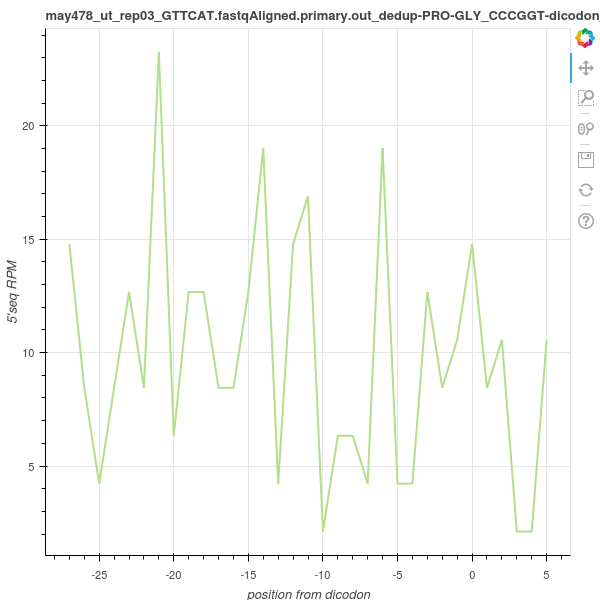 may478_ut_rep03_GTTCAT.fastqAligned.primary.out_dedup-PRO-GLY_CCCGGT-dicodon
20
15
10
5
5'seq RPM
-25 -20 -15 -10 -5 0 5
position from dicodon